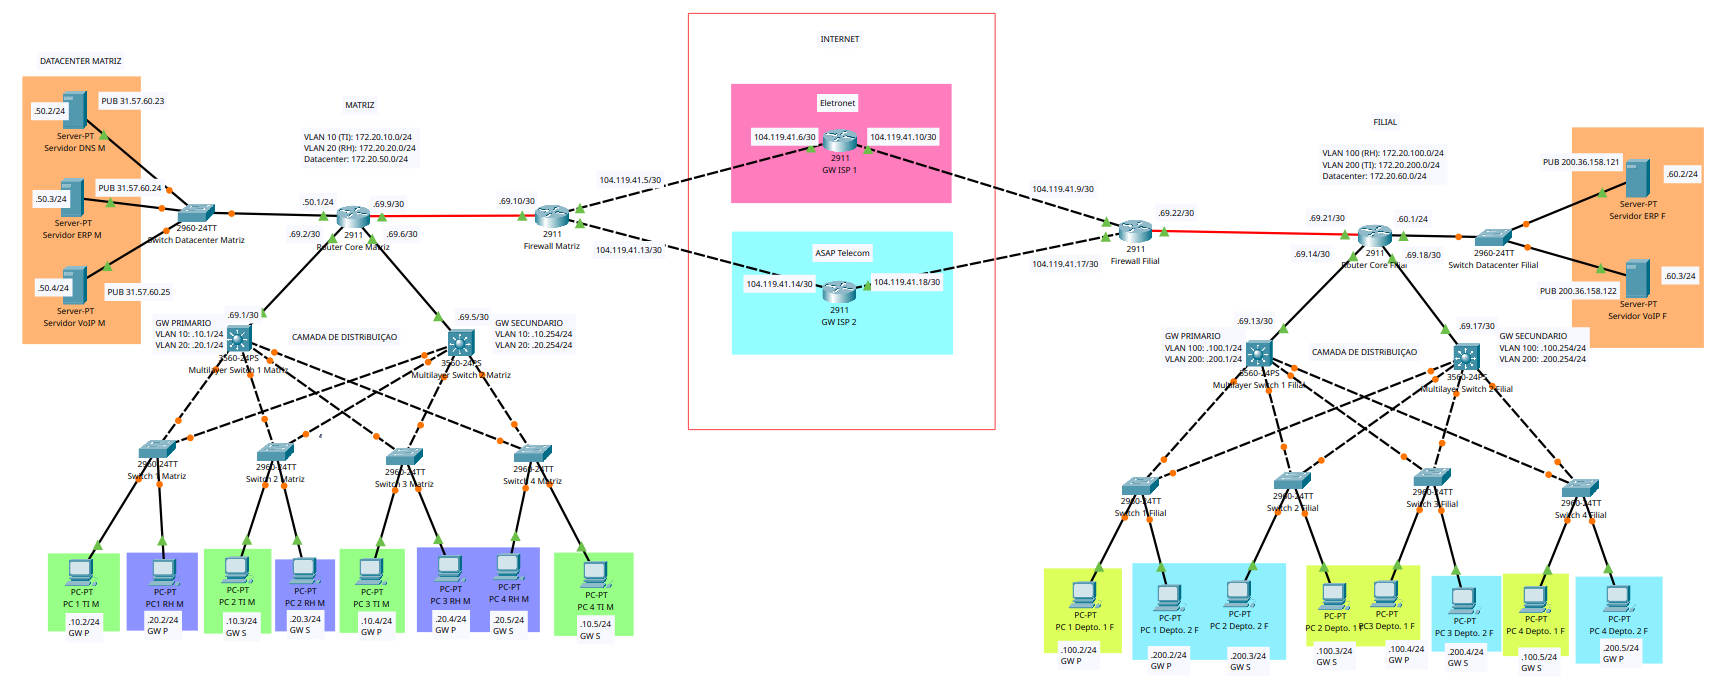 INTERNET
DATACENTER MATRIZ
.50.2/24
PUB 31.57.60.23
Server-PT
Servidor DNS M
.50.3/24
PUB 31.57.60.24
Server-PT
Servidor ERP M
.50.4/24
PUB 31.57.60.25
Server-PT
Servidor VoIP M
2960-24TT
Switch Datacenter Matriz
MATRIZ
VLAN 10 (TI): 172.20.10.0/24
VLAN 20 (RH): 172.20.20.0/24
Datacenter: 172.20.50.0/24
.50.1/24
.69.9/30
.69.2/30
.69.6/30
2911
Router Core Matriz
.69.10/30
2911
Firewall Matriz
104.119.41.5/30
104.119.41.13/30
Eletronet
104.119.41.6/30
104.119.41.10/30
2911
GW ISP 1
ASAP Telecom
104.119.41.14/30
104.119.41.18/30
2911
GW ISP 2
104.119.41.9/30
104.119.41.17/30
.69.22/30
2911
Firewall Filial
FILIAL
VLAN 100 (RH): 172.20.100.0/24
VLAN 200 (TI): 172.20.200.0/24
Datacenter: 172.20.60.0/24
.69.21/30
.60.1/24
.69.14/30
.69.18/30
2911
Router Core Filial
2960-24TT
Switch Datacenter Filial
PUB 200.36.158.121
.60.2/24
Server-PT
Servidor ERP F
.60.3/24
PUB 200.36.158.122
Server-PT
Servidor VoIP F
.69.1/30
GW PRIMARIO
VLAN 10: .10.1/24
VLAN 20: .20.1/24
3560-24PS
Multilayer Switch 1 Matriz
CAMADA DE DISTRiBUIÇAO
.69.5/30
GW SECUNDARIO
VLAN 10: .10.254/24
VLAN 20: .20.254/24
3560-24PS
Multilayer Switch 2 Matriz
2960-24TT
Switch 1 Matriz
2960-24TT
Switch 2 Matriz
2960-24TT
Switch 3 Matriz
2960-24TT
Switch 4 Matriz
PC-PT
PC 1 TI M
.10.2/24
GW P
PC-PT
PC1 RH M
.20.2/24
GW P
PC-PT
PC 2 TI M
.10.3/24
GW S
PC-PT
PC 2 RH M
.20.3/24
GW S
PC-PT
PC 3 TI M
.10.4/24
GW P
PC-PT
PC 3 RH M
.20.4/24
GW P
PC-PT
PC 4 RH M
.20.5/24
GW S
PC-PT
PC 4 TI M
.10.5/24
GW S
.69.13/30
GW PRIMARIO
VLAN 100: .100.1/24
VLAN 200: .200.1/24
3560-24PS
Multilayer Switch 1 Filial
CAMADA DE DISTRiBUIÇAO
.69.17/30
GW SECUNDARIO
VLAN 100: .100.254/24
VLAN 200: .200.254/24
3560-24PS
Multilayer Switch 2 Filial
2960-24TT
Switch 1 Filial
2960-24TT
Switch 2 Filial
2960-24TT
Switch 3 Filial
2960-24TT
Switch 4 Filial
PC-PT
PC 1 Depto. 1 F
.100.2/24
GW P
PC-PT
PC 1 Depto. 2 F
.200.2/24
GW P
PC-PT
PC 2 Depto. 2 F
.200.3/24
GW S
PC-PT
PC 2 Depto. 1 F
.100.3/24
GW S
PC-PT
PC3 Depto. 1 F
.100.4/24
GW P
PC-PT
PC 3 Depto. 2 F
.200.4/24
GW S
PC-PT
PC 4 Depto. 1 F
.100.5/24
GW S
PC-PT
PC 4 Depto. 2 F
.200.5/24
GW P